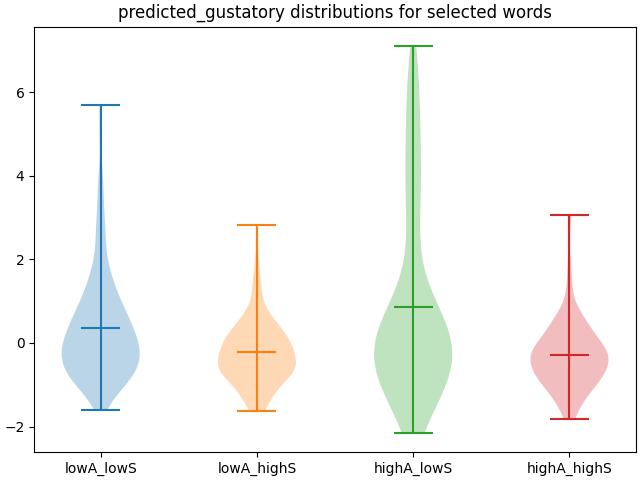 predicted_gustatory distributions for selected words
6
4
2
0
−2
lowA_lowS
lowA_highS
highA_lowS
highA_highS